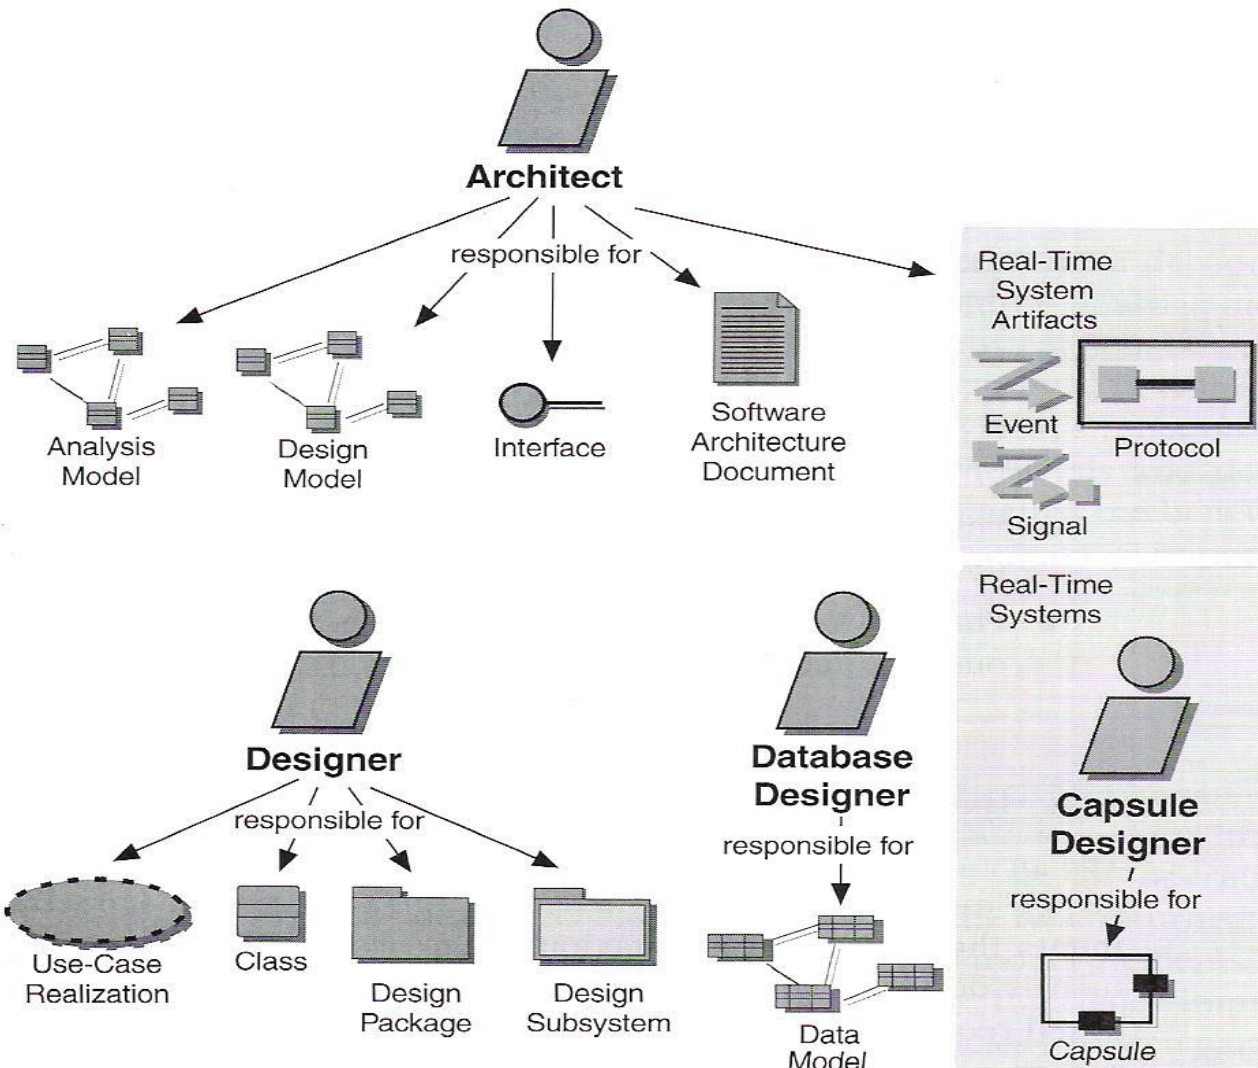 Architect
responsible for
Analysis
Model
Design
Model
Interface
Software
Architecture
Document
Real-Time
System
Artifacts
Event
Protocol
Signal
Designer
responsible for
Use-Case
Realization
Class
Design
Package
Design
Subsystem
Database
Designer
responsible for
Data
Model
Real-Time
Systems
Capsule
Designer
responsible for
Capsule